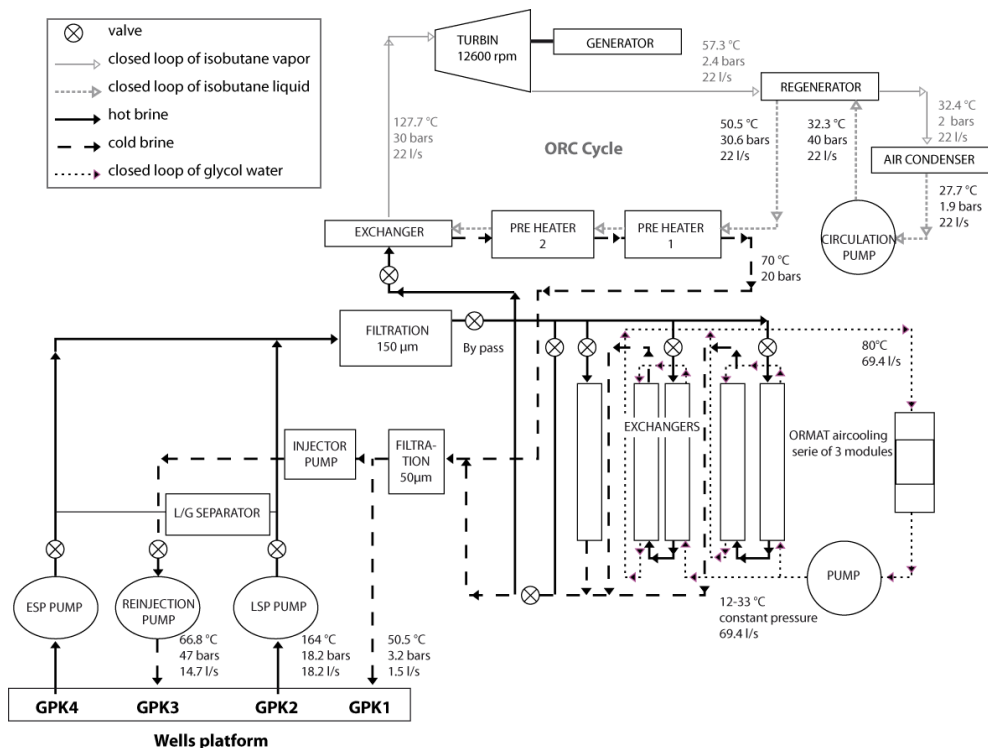 valve
closed loop of isobutane vapor
closed loop of isobutane liquid
hot brine
cold brine
closed loop of glycol water
TURBIN
12600 rpm
GENERATOR
57.3 °C
2.4 bars
22 l/s
REGENERATOR
127.7 °C
30 bars
22 l/s
ORC Cycle
50.5 °C
30.6 bars
22 l/s
32.3 °C
40 bars
22 l/s
32.4 °C
2 bars
22 l/s
AIR CONDENSER
27.7 °C
1.9 bars
22 l/s
EXCHANGER
PRE HEATER
2
PRE HEATER
1
CIRCULATION
PUMP
70 °C
20 bars
FILTRATION
150 µm
By pass
80°C
69.4 l/s
EXCHANGERS
ORMAT aircooling
serie of 3 modules
INJECTOR
PUMP
FILTRA-
TION
50µm
L/G SEPARATOR
ESP PUMP
REINJECTION
PUMP
LSP PUMP
PUMP
12-33 °C
constant pressure
69.4 l/s
66.8 °C
47 bars
14.7 l/s
164 °C
18.2 bars
18.2 l/s
50.5 °C
3.2 bars
1.5 l/s
GPK4
GPK3
GPK2
GPK1
Wells platform